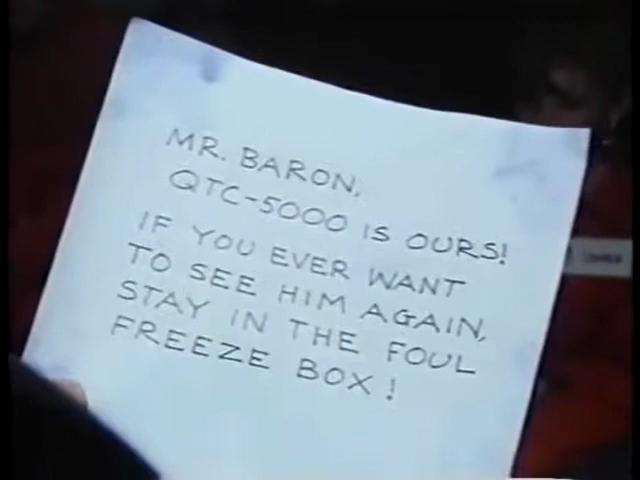 MR. BARON,
QTC-5000 IS OURS!
IF YOU EVER WANT
TO SEE HIM AGAIN,
STAY IN THE FOUL
FREEZE BOX!